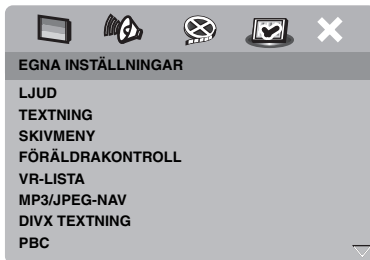 EGNA INSTÄLLNINGAR
LJUD
TEXTNING
SKIVMENY
FÖRÄLDRAKONTROLL
VR-LISTA
MP3/JPEG-NAV
DIVX TEXTNING
PBC